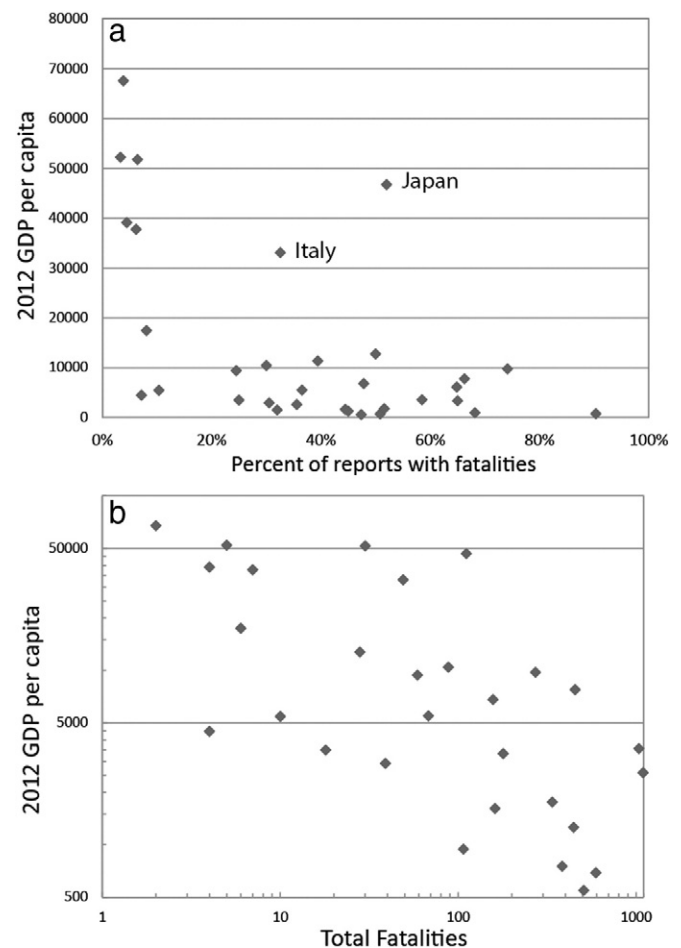 a
80000
70000
60000
50000
40000
30000
20000
10000
0
2012 GDP per capita
Japan
Italy
0% 20% 40% 60% 80% 100%
Percent of reports with fatalities
b
50000
5000
500
2012 GDP per capita
1 10 100 1000
Total Fatalities